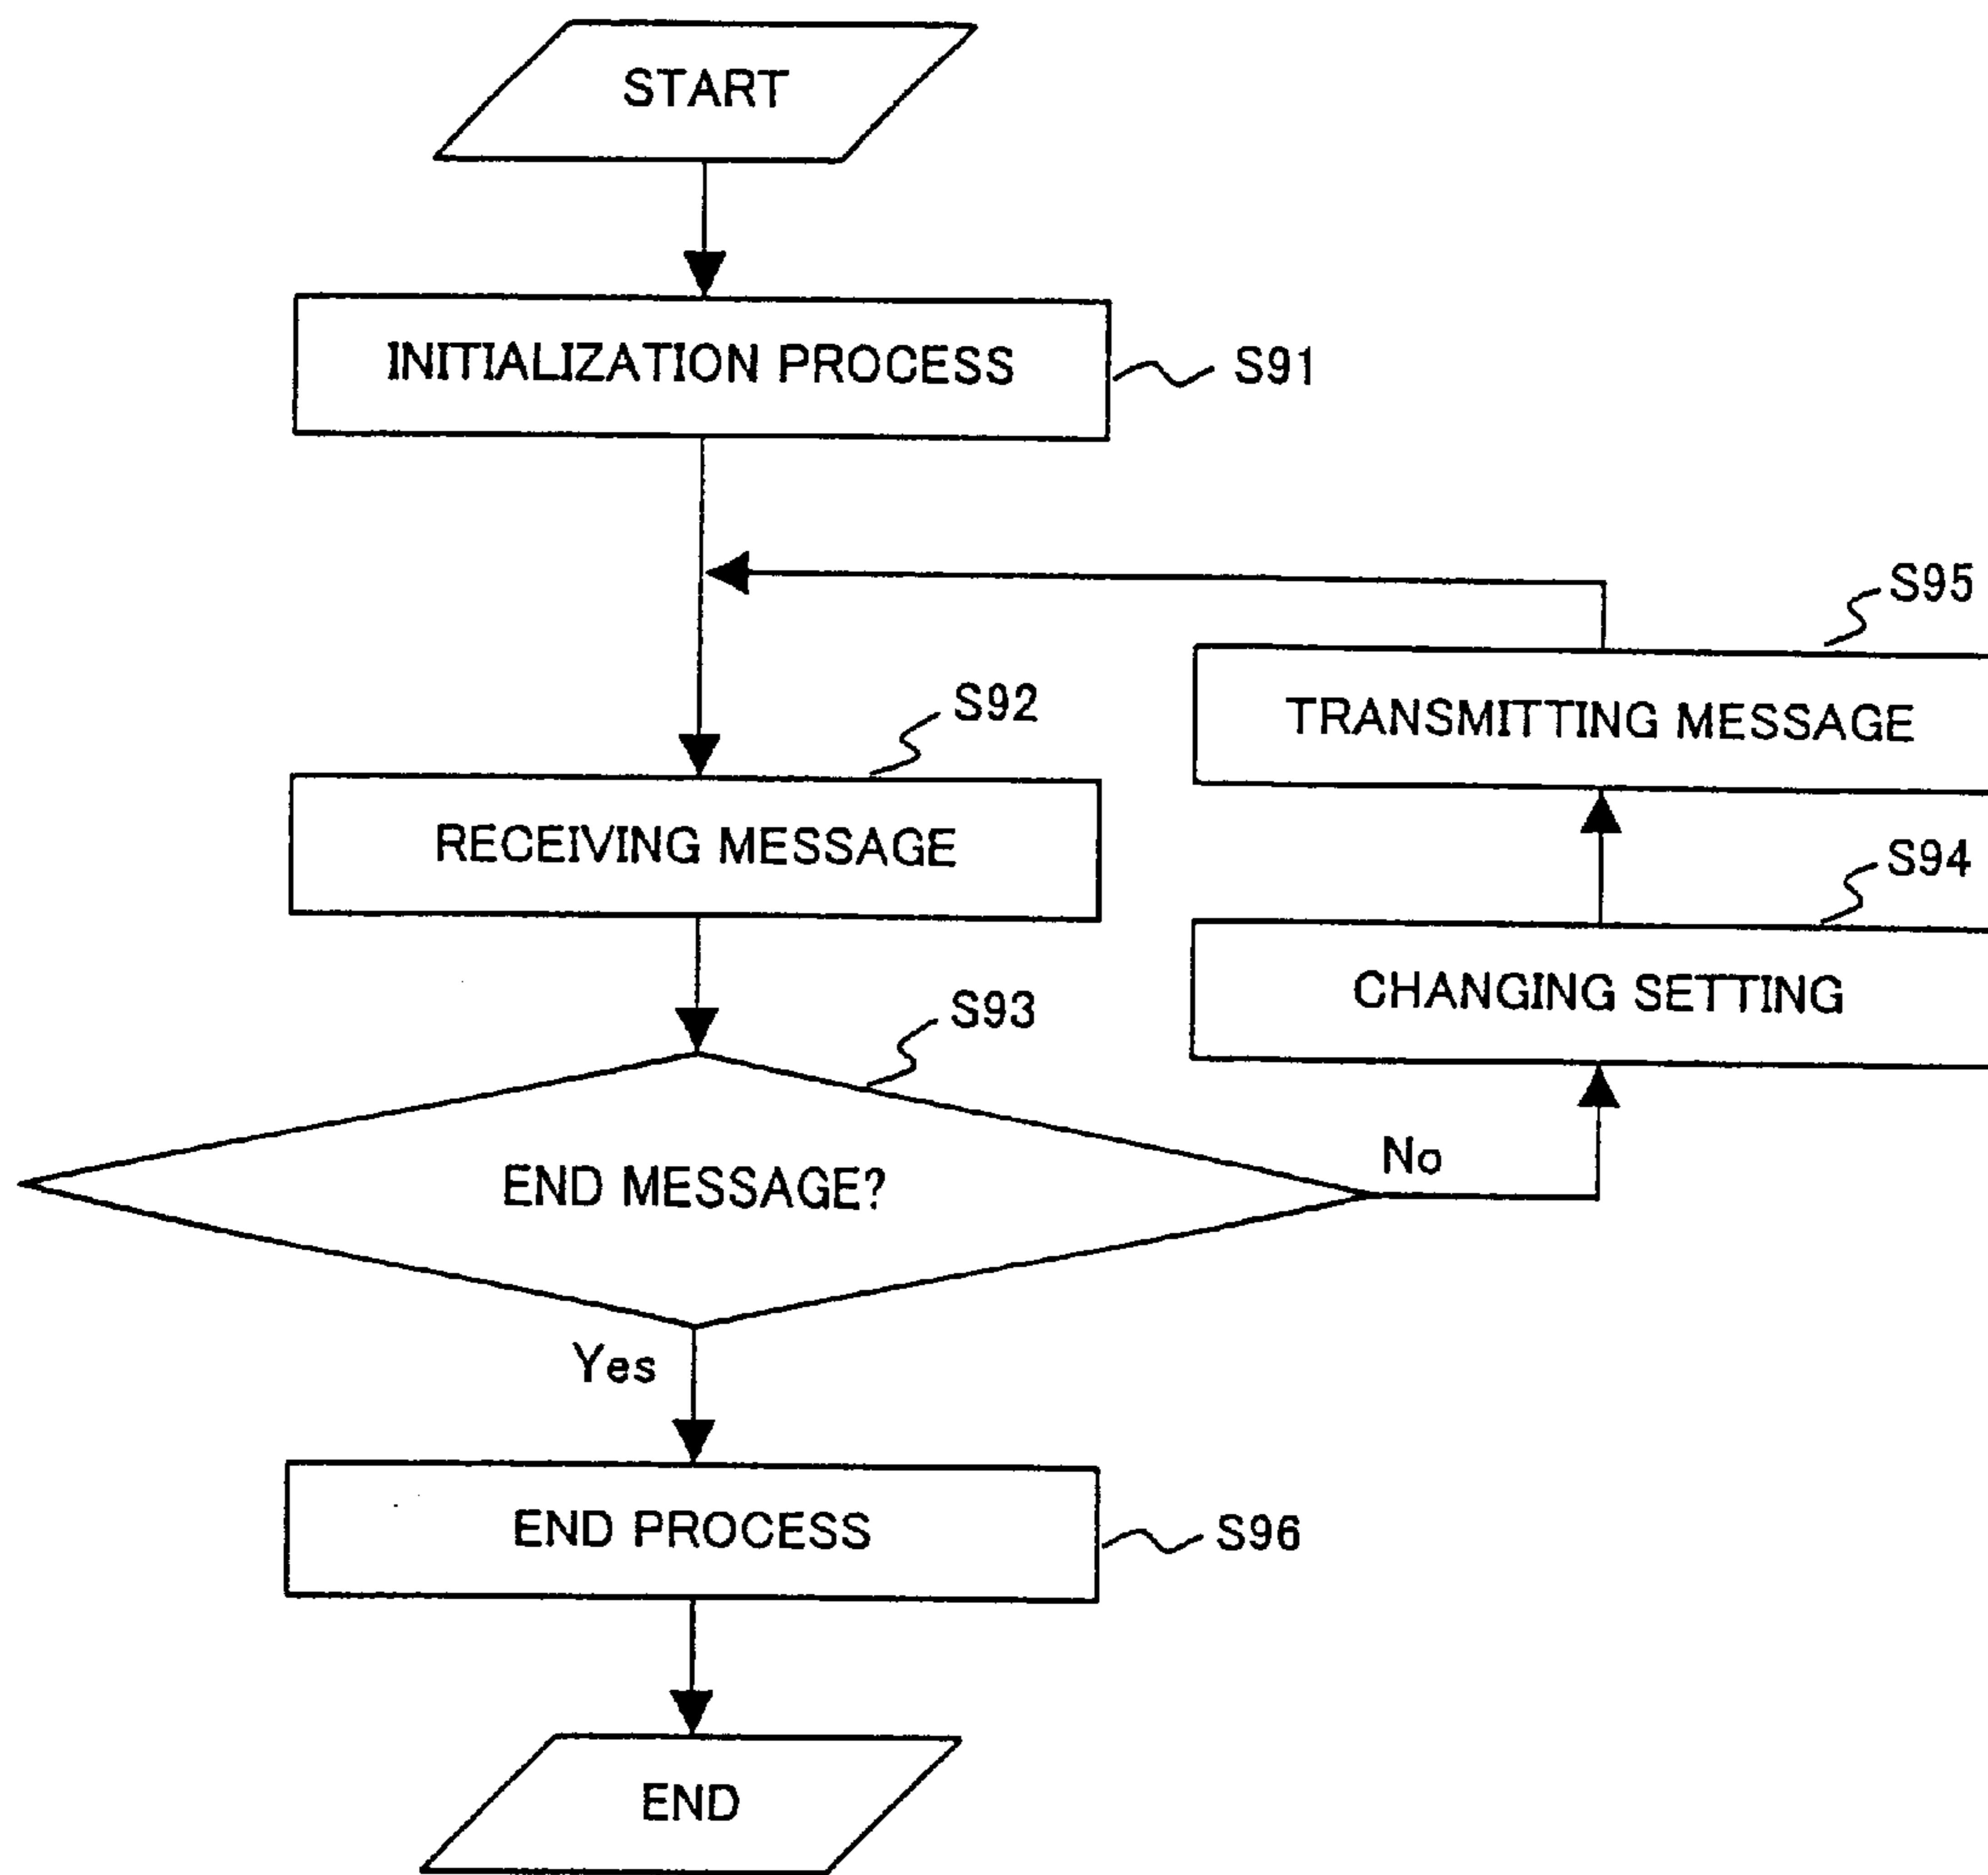 START
INITIALIZATION PROCESS
S91
S95
TRANSMITTING MESSAGE
S92
RECEIVING MESSAGE
S94
CHANGING SETTING
S93
END MESSAGE?
No
Yes
END PROCESS
S96
END